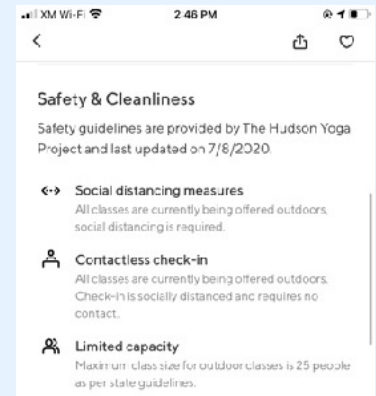 XM Wi-Fi 2:46 PM
Safety & Cleanliness
Safety guidelines are provided by The Hudson Yoga
Project and last updated on 7/8/2020.
Social distancing measures
All classes are currently being offered outdoors,
social distancing is required.
Contactless check-in
All classes are currently being offered outdoors.
Check-in is socially distanced and requires no
contact.
Limited capacity
Maximum class size for outdoor classes is 25 people
as per state guidelines.